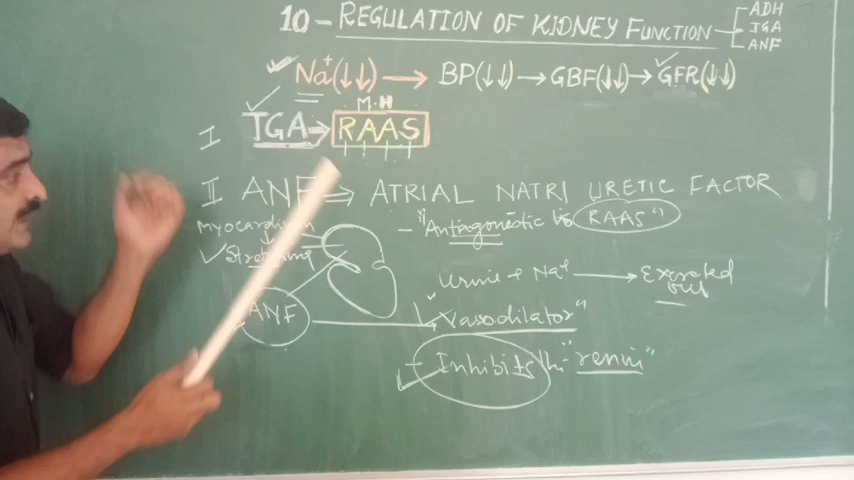 10 - REGULATION OF KIDNEY FUNCTION
ADH
JGA
ANF
Na+ (↓↓) → BP(↓↓) → GBF(↓↓) → GFR(↓↓)
M.H
I JGA → RAAS
II ANF ⇒ ATRIAL NATRI URETIC FACTOR
Myocardium
- "Antagonestic to RAAS"
Stretching
Urine + Na+ → Excreted out
ANF
Vasodilator"
- Inhibits "renin"